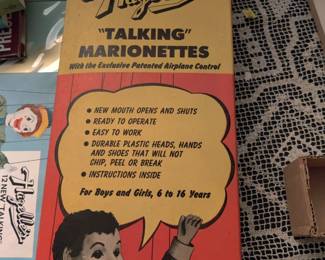 Hazelle's
"TALKING"
MARIONETTES
With the Exclusive Patented Airplane Control
● NEW MOUTH OPENS AND SHUTS
● READY TO OPERATE
● EASY TO WORK
● DURABLE PLASTIC HEADS, HANDS
AND SHOES THAT WILL NOT
CHIP, PEEL OR BREAK
● INSTRUCTIONS INSIDE
For Boys and Girls, 6 to 16 Years
Hazelle's